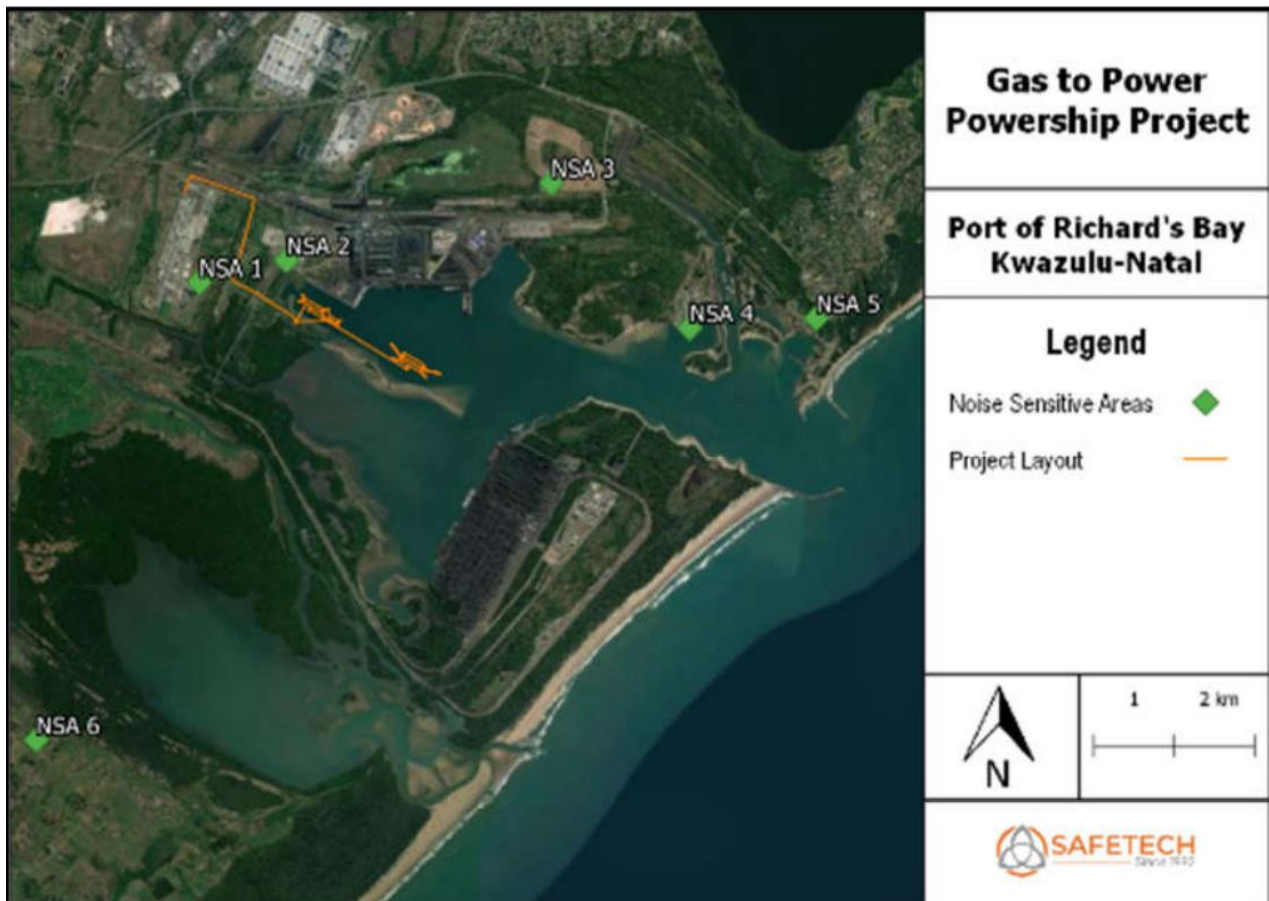 Gas to Power
Powership Project
Port of Richard's Bay
Kwazulu-Natal
Legend
Noise Sensitive Areas
Project Layout
1 2 km
N
SAFETECH
NSA 3
NSA 2
NSA 1
NSA 5
NSA 4
NSA 6